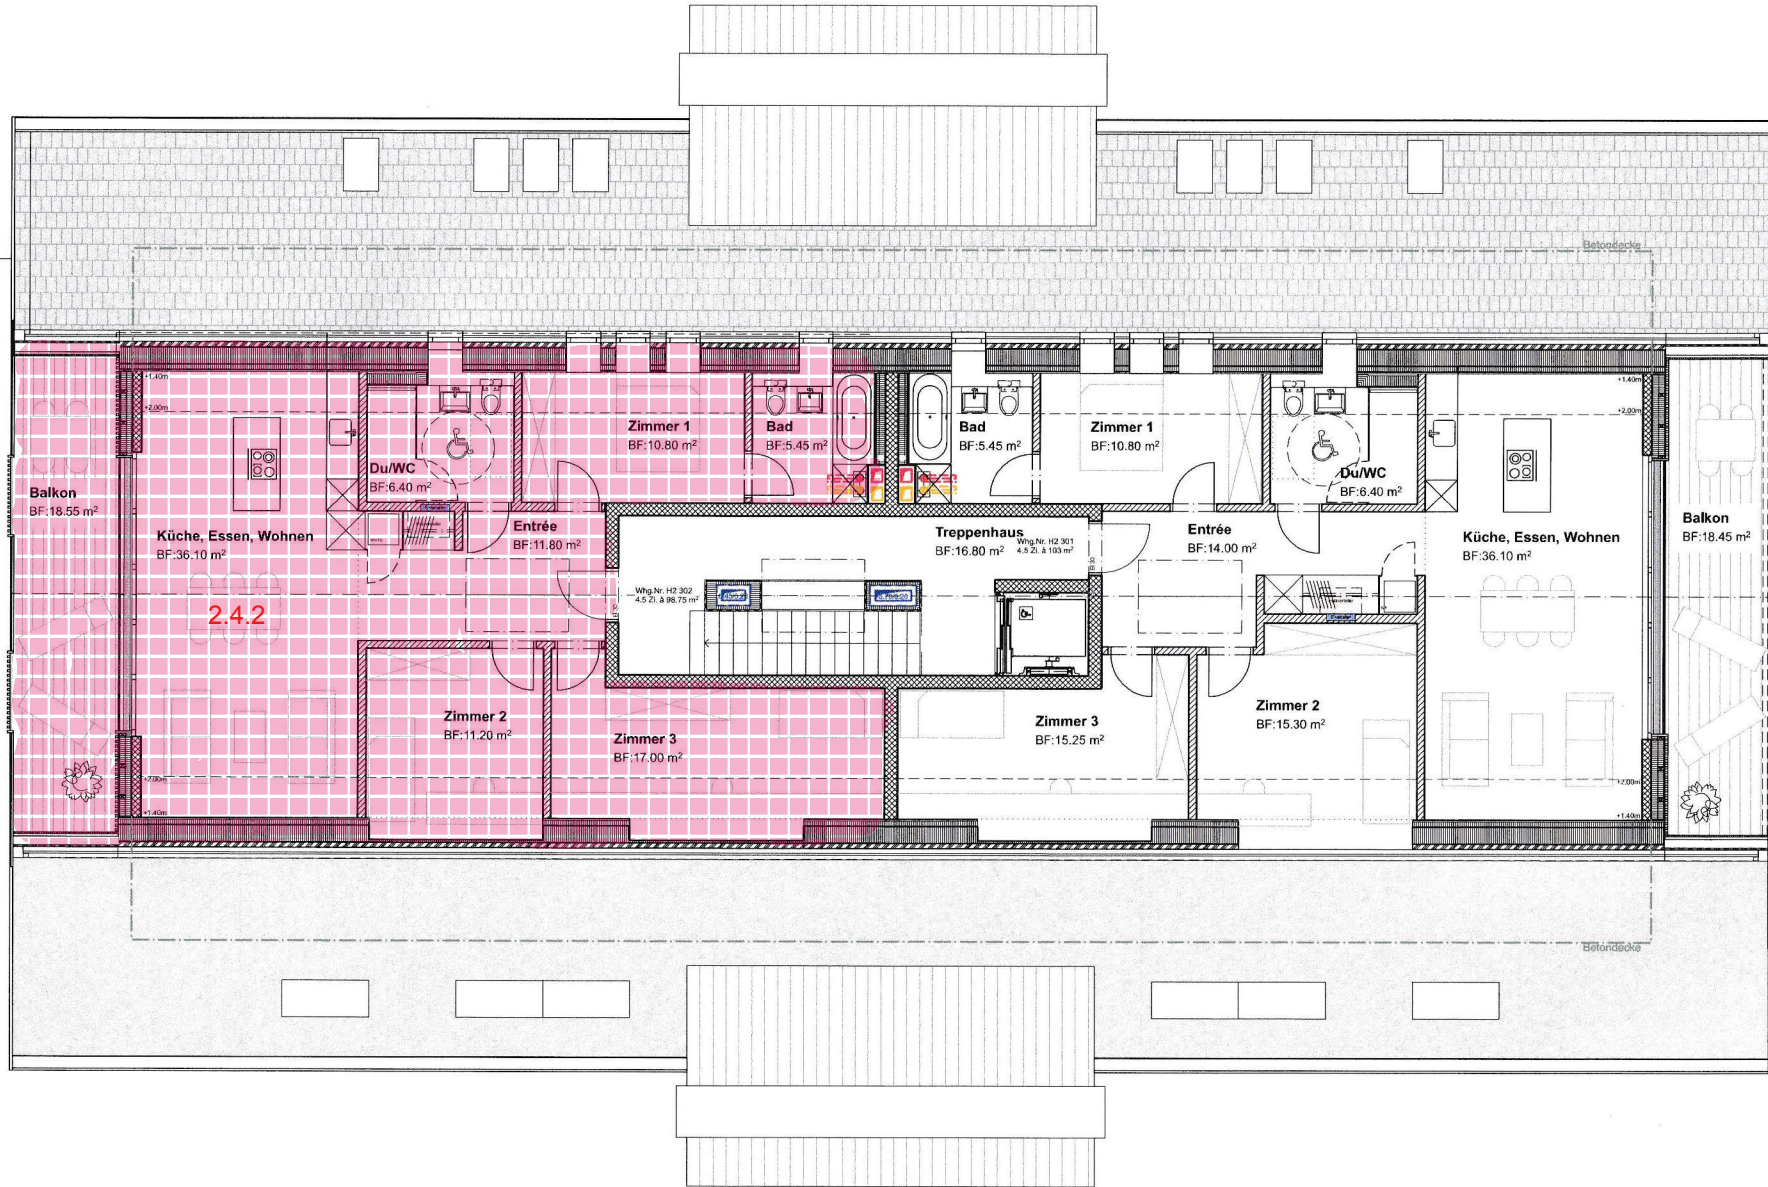 Betondecke
+1.40m
+2.00m
Zimmer 1
BF:10.80 m²
Bad
BF:5.45 m²
Du/WC
BF:6.40 m²
Balkon
BF:18.55 m²
Küche, Essen, Wohnen
BF:36.10 m²
Entrée
BF:11.80 m²
2.4.2
Whg.Nr. H2 302
4.5 Zi. à 98.75 m²
Zimmer 2
BF:11.20 m²
Zimmer 3
BF:17.00 m²
+2.00m
+1.40m
Treppenhaus
BF:16.80 m²
Whg.Nr. H2 301
4.5 Zi. à 103 m²
Bad
BF:5.45 m²
Zimmer 1
BF:10.80 m²
Du/WC
BF:6.40 m²
+1.40m
+2.00m
Entrée
BF:14.00 m²
Küche, Essen, Wohnen
BF:36.10 m²
Balkon
BF:18.45 m²
Zimmer 3
BF:15.25 m²
Zimmer 2
BF:15.30 m²
+2.00m
+1.40m
Betondecke